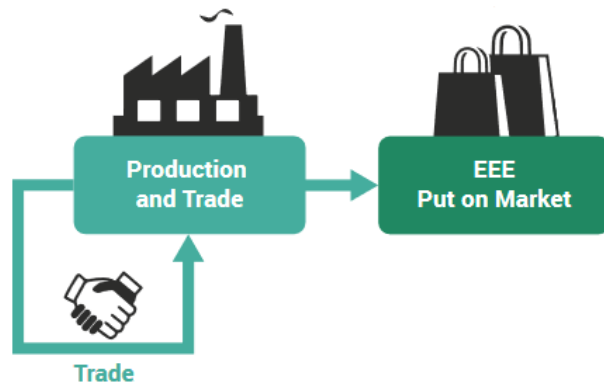 Production
and Trade
EEE
Put on Market
Trade